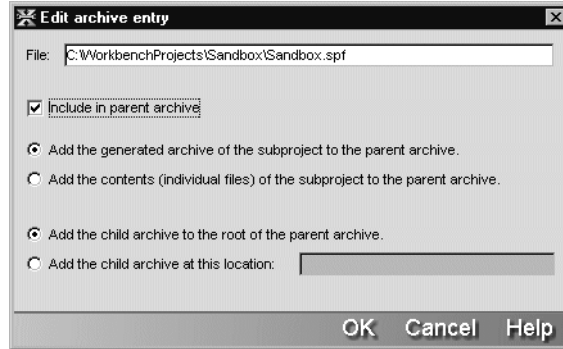 Edit archive entry
File: C:\WorkbenchProjects\Sandbox\Sandbox.spf
Include in parent archive
Add the generated archive of the subproject to the parent archive.
Add the contents (individual files) of the subproject to the parent archive.
Add the child archive to the root of the parent archive.
Add the child archive at this location:
OK Cancel Help